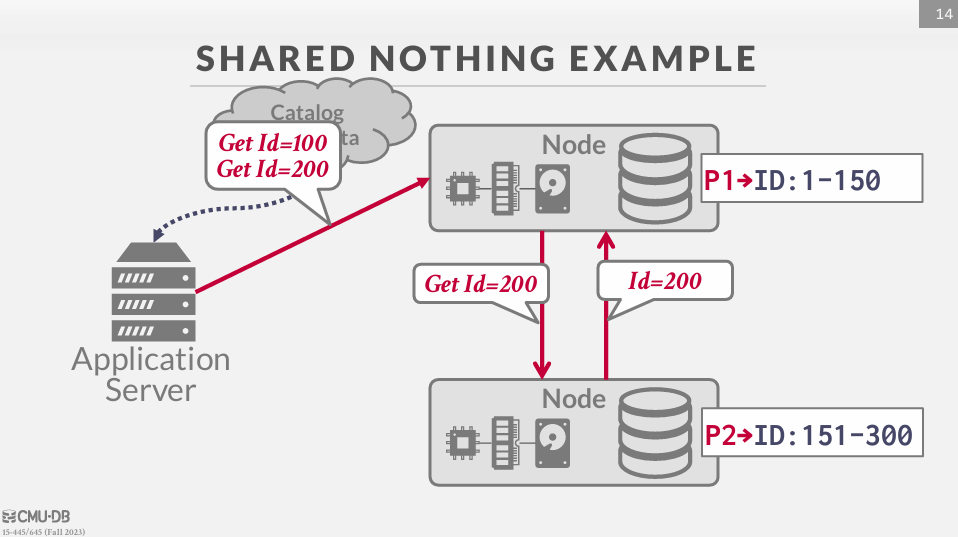 14
SHARED NOTHING EXAMPLE
Catalog
ta
Get Id=100
Get Id=200
Node
P1→ID:1-150
Get Id=200
Id=200
Application
Server
Node
P2→ID:151-300
CMU·DB
15-445/645 (Fall 2023)